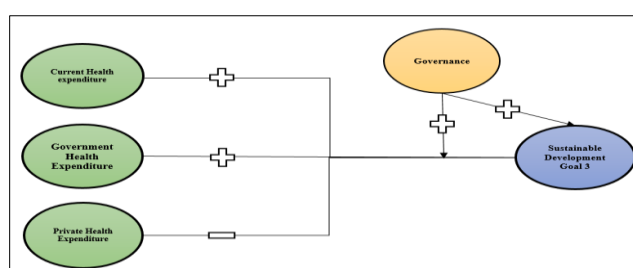 Current Health
expenditure
Governance
Government
Health
Expenditure
Sustainable
Development
Goal 3
Private Health
Expenditure